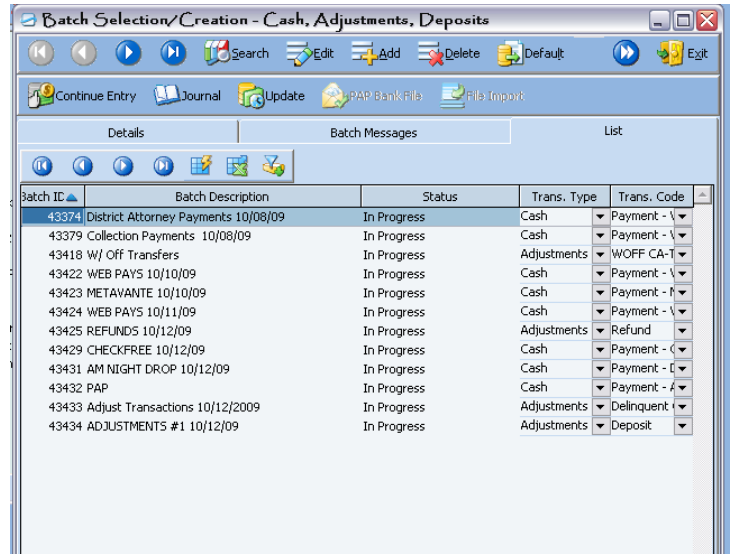 Batch Selection/Creation - Cash, Adjustments, Deposits
Search Edit Add Delete Default Exit
Continue Entry Journal Update PAP Bank File File Import
Details Batch Messages List
Batch ID Batch Description Status Trans. Type Trans. Code
43374 District Attorney Payments 10/08/09 In Progress Cash Payment -
43379 Collection Payments 10/08/09 In Progress Cash Payment -
43418 W/ Off Transfers In Progress Adjustments WOFF CA-T
43422 WEB PAYS 10/10/09 In Progress Cash Payment -
43423 METAVANTE 10/10/09 In Progress Cash Payment -
43424 WEB PAYS 10/11/09 In Progress Cash Payment -
43425 REFUNDS 10/12/09 In Progress Adjustments Refund
43429 CHECKFREE 10/12/09 In Progress Cash Payment -
43431 AM NIGHT DROP 10/12/09 In Progress Cash Payment -
43432 PAP In Progress Cash Payment -
43433 Adjust Transactions 10/12/2009 In Progress Adjustments Delinquent
43434 ADJUSTMENTS #1 10/12/09 In Progress Adjustments Deposit